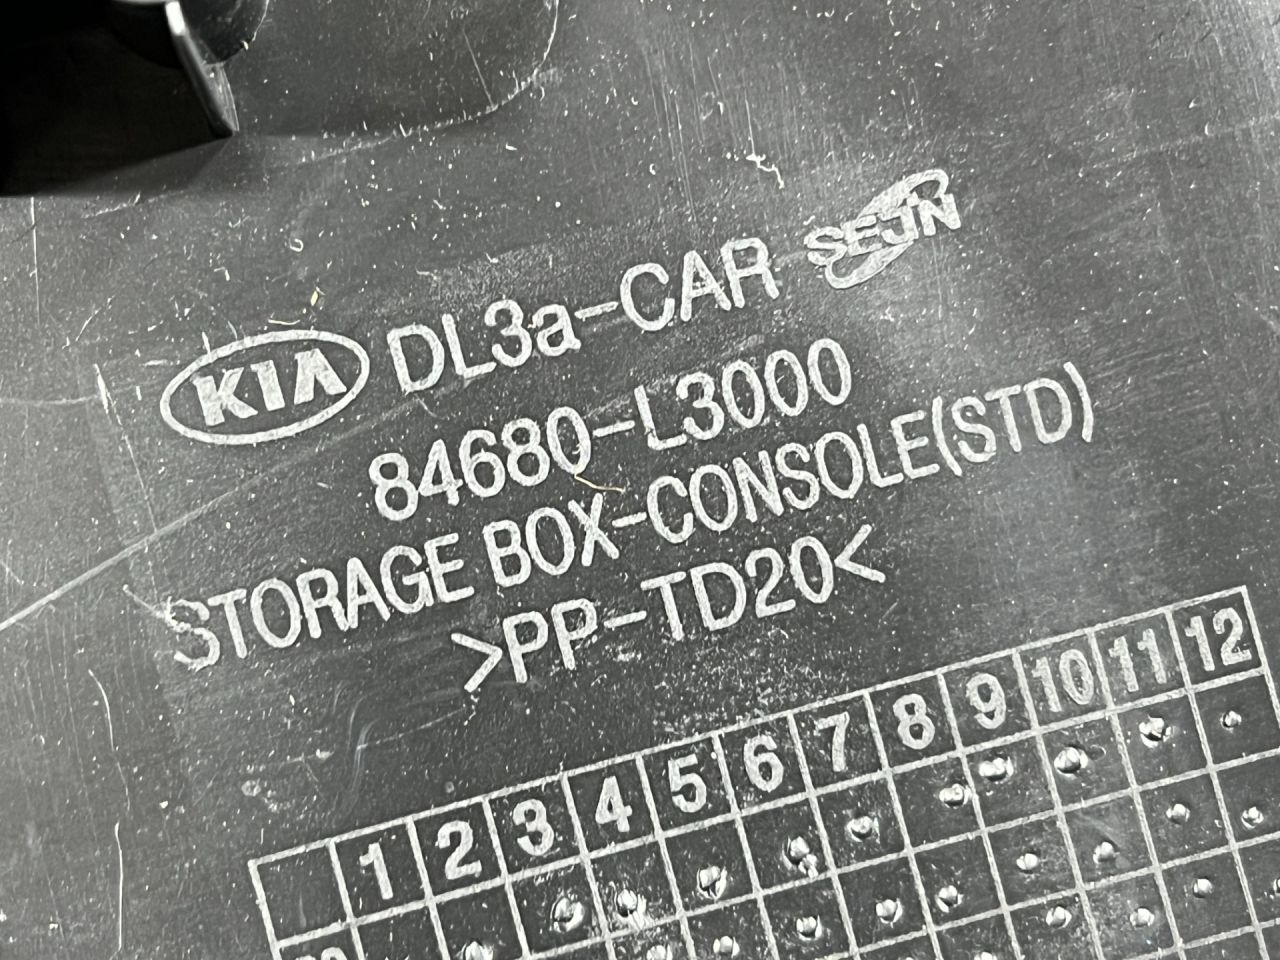 KIA DL3a-CAR SEJN
84680-L3000
STORAGE BOX-CONSOLE(STD)
>PP-TD20<
1 2 3 4 5 6 7 8 9 10 11 12